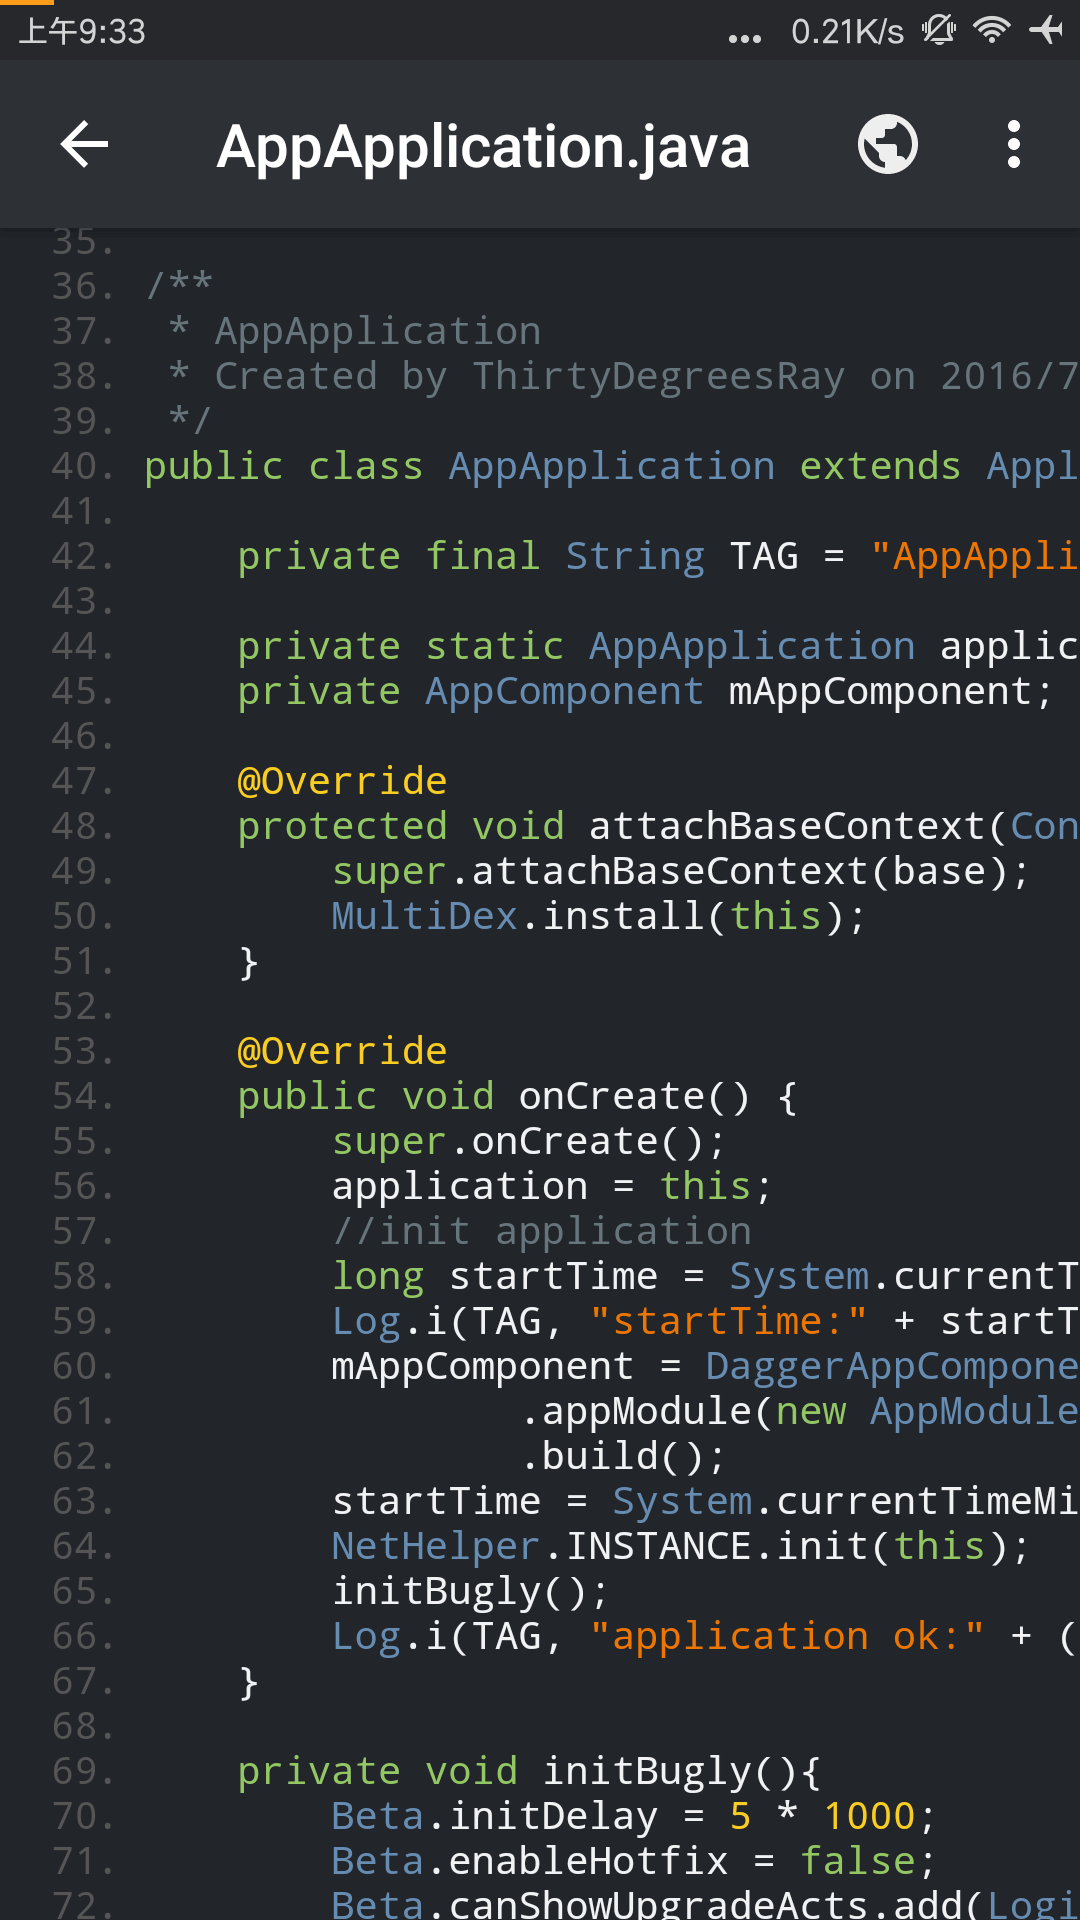 上午9:33
... 0.21K/s
AppApplication.java
35.
36. /**
37.  * AppApplication
38.  * Created by ThirtyDegreesRay on 2016/7
39.  */
40. public class AppApplication extends Appl
41.
42.     private final String TAG = "AppAppli
43.
44.     private static AppApplication applic
45.     private AppComponent mAppComponent;
46.
47.     @Override
48.     protected void attachBaseContext(Con
49.         super.attachBaseContext(base);
50.         MultiDex.install(this);
51.     }
52.
53.     @Override
54.     public void onCreate() {
55.         super.onCreate();
56.         application = this;
57.         //init application
58.         long startTime = System.currentT
59.         Log.i(TAG, "startTime:" + startT
60.         mAppComponent = DaggerAppCompone
61.                 .appModule(new AppModule
62.                 .build();
63.         startTime = System.currentTimeMi
64.         NetHelper.INSTANCE.init(this);
65.         initBugly();
66.         Log.i(TAG, "application ok:" + (
67.     }
68.
69.     private void initBugly(){
70.         Beta.initDelay = 5 * 1000;
71.         Beta.enableHotfix = false;
72.         Beta.canShowUpgradeActs.add(Logi